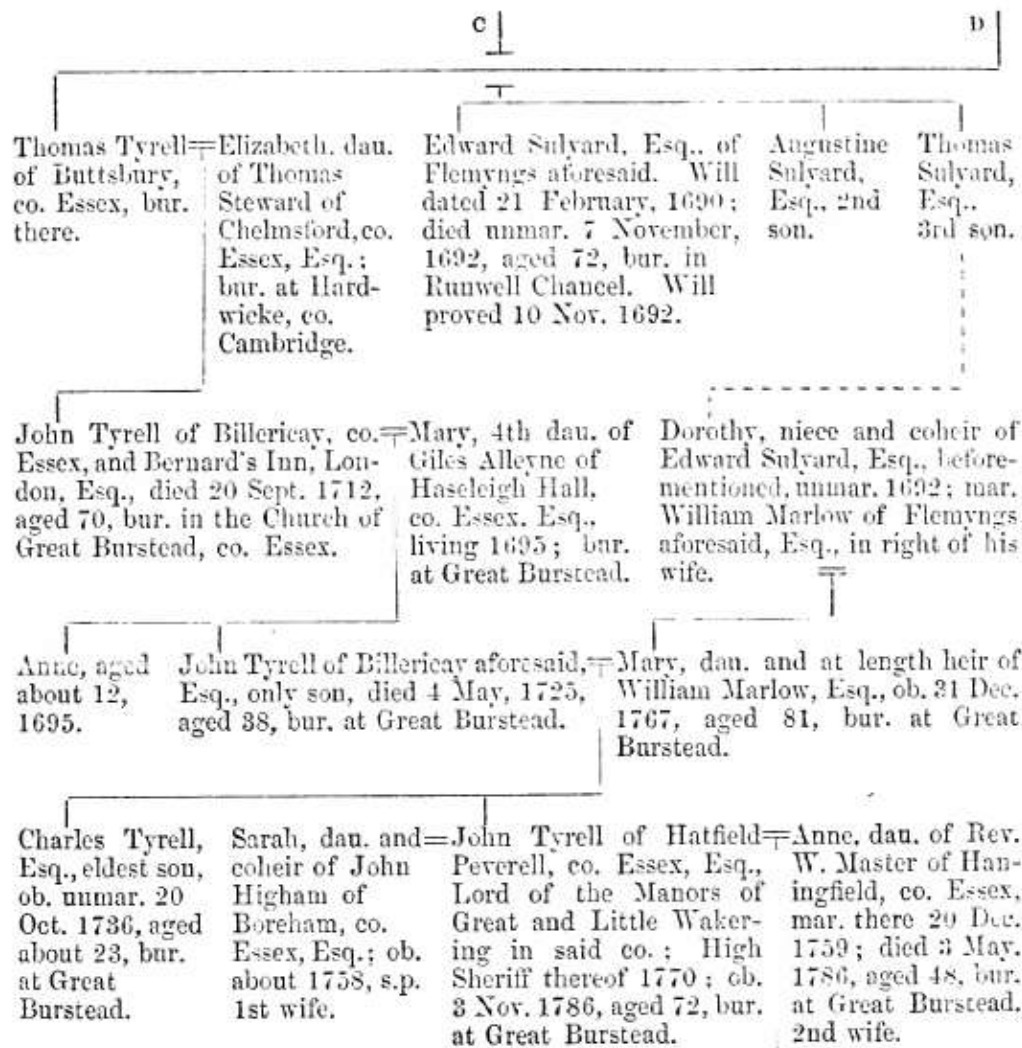 C
D
Thomas Tyrell
of Buttsbury,
co. Essex, bur.
there.
Elizabeth, dau.
of Thomas
Steward of
Chelmsford, co.
Essex, Esq. ;
bur. at Hard-
wicke, co.
Cambridge.
Edward Sulyard, Esq., of
Flemyngs aforesaid. Will
dated 21 February, 1690 ;
died unmar. 7 November,
1692, aged 72, bur. in
Runwell Chancel. Will
proved 10 Nov. 1692.
Augustine
Sulyard,
Esq., 2nd
son.
Thomas
Sulyard,
Esq.,
3rd son.
John Tyrell of Billericay, co.
Essex, and Bernard's Inn, Lon-
don, Esq., died 20 Sept. 1712,
aged 70, bur. in the Church of
Great Burstead, co. Essex.
Mary, 4th dau. of
Giles Alleyne of
Haseleigh Hall,
co. Essex. Esq.,
living 1695 ; bur.
at Great Burstead.
Dorothy, niece and coheir of
Edward Sulyard, Esq., before-
mentioned, unmar. 1692 ; mar.
William Marlow of Flemyngs
aforesaid, Esq., in right of his
wife.
Anne, aged
about 12,
1695.
John Tyrell of Billericay aforesaid,
Esq., only son, died 4 May, 1725,
aged 38, bur. at Great Burstead.
Mary, dau. and at length heir of
William Marlow, Esq., ob. 31 Dec.
1767, aged 81, bur. at Great
Burstead.
Charles Tyrell,
Esq., eldest son,
ob. unmar. 20
Oct. 1736, aged
about 23, bur.
at Great
Burstead.
Sarah, dau. and
coheir of John
Higham of
Boreham, co.
Essex, Esq. ; ob.
about 1758, s.p.
1st wife.
John Tyrell of Hatfield
Peverell, co. Essex, Esq.,
Lord of the Manors of
Great and Little Waker-
ing in said co. ; High
Sheriff thereof 1770 ; ob.
3 Nov. 1786, aged 72, bur.
at Great Burstead.
Anne, dau. of Rev.
W. Master of Han-
ingfield, co. Essex,
mar. there 20 Dec.
1759 ; died 3 May.
1786, aged 48, bur.
at Great Burstead.
2nd wife.